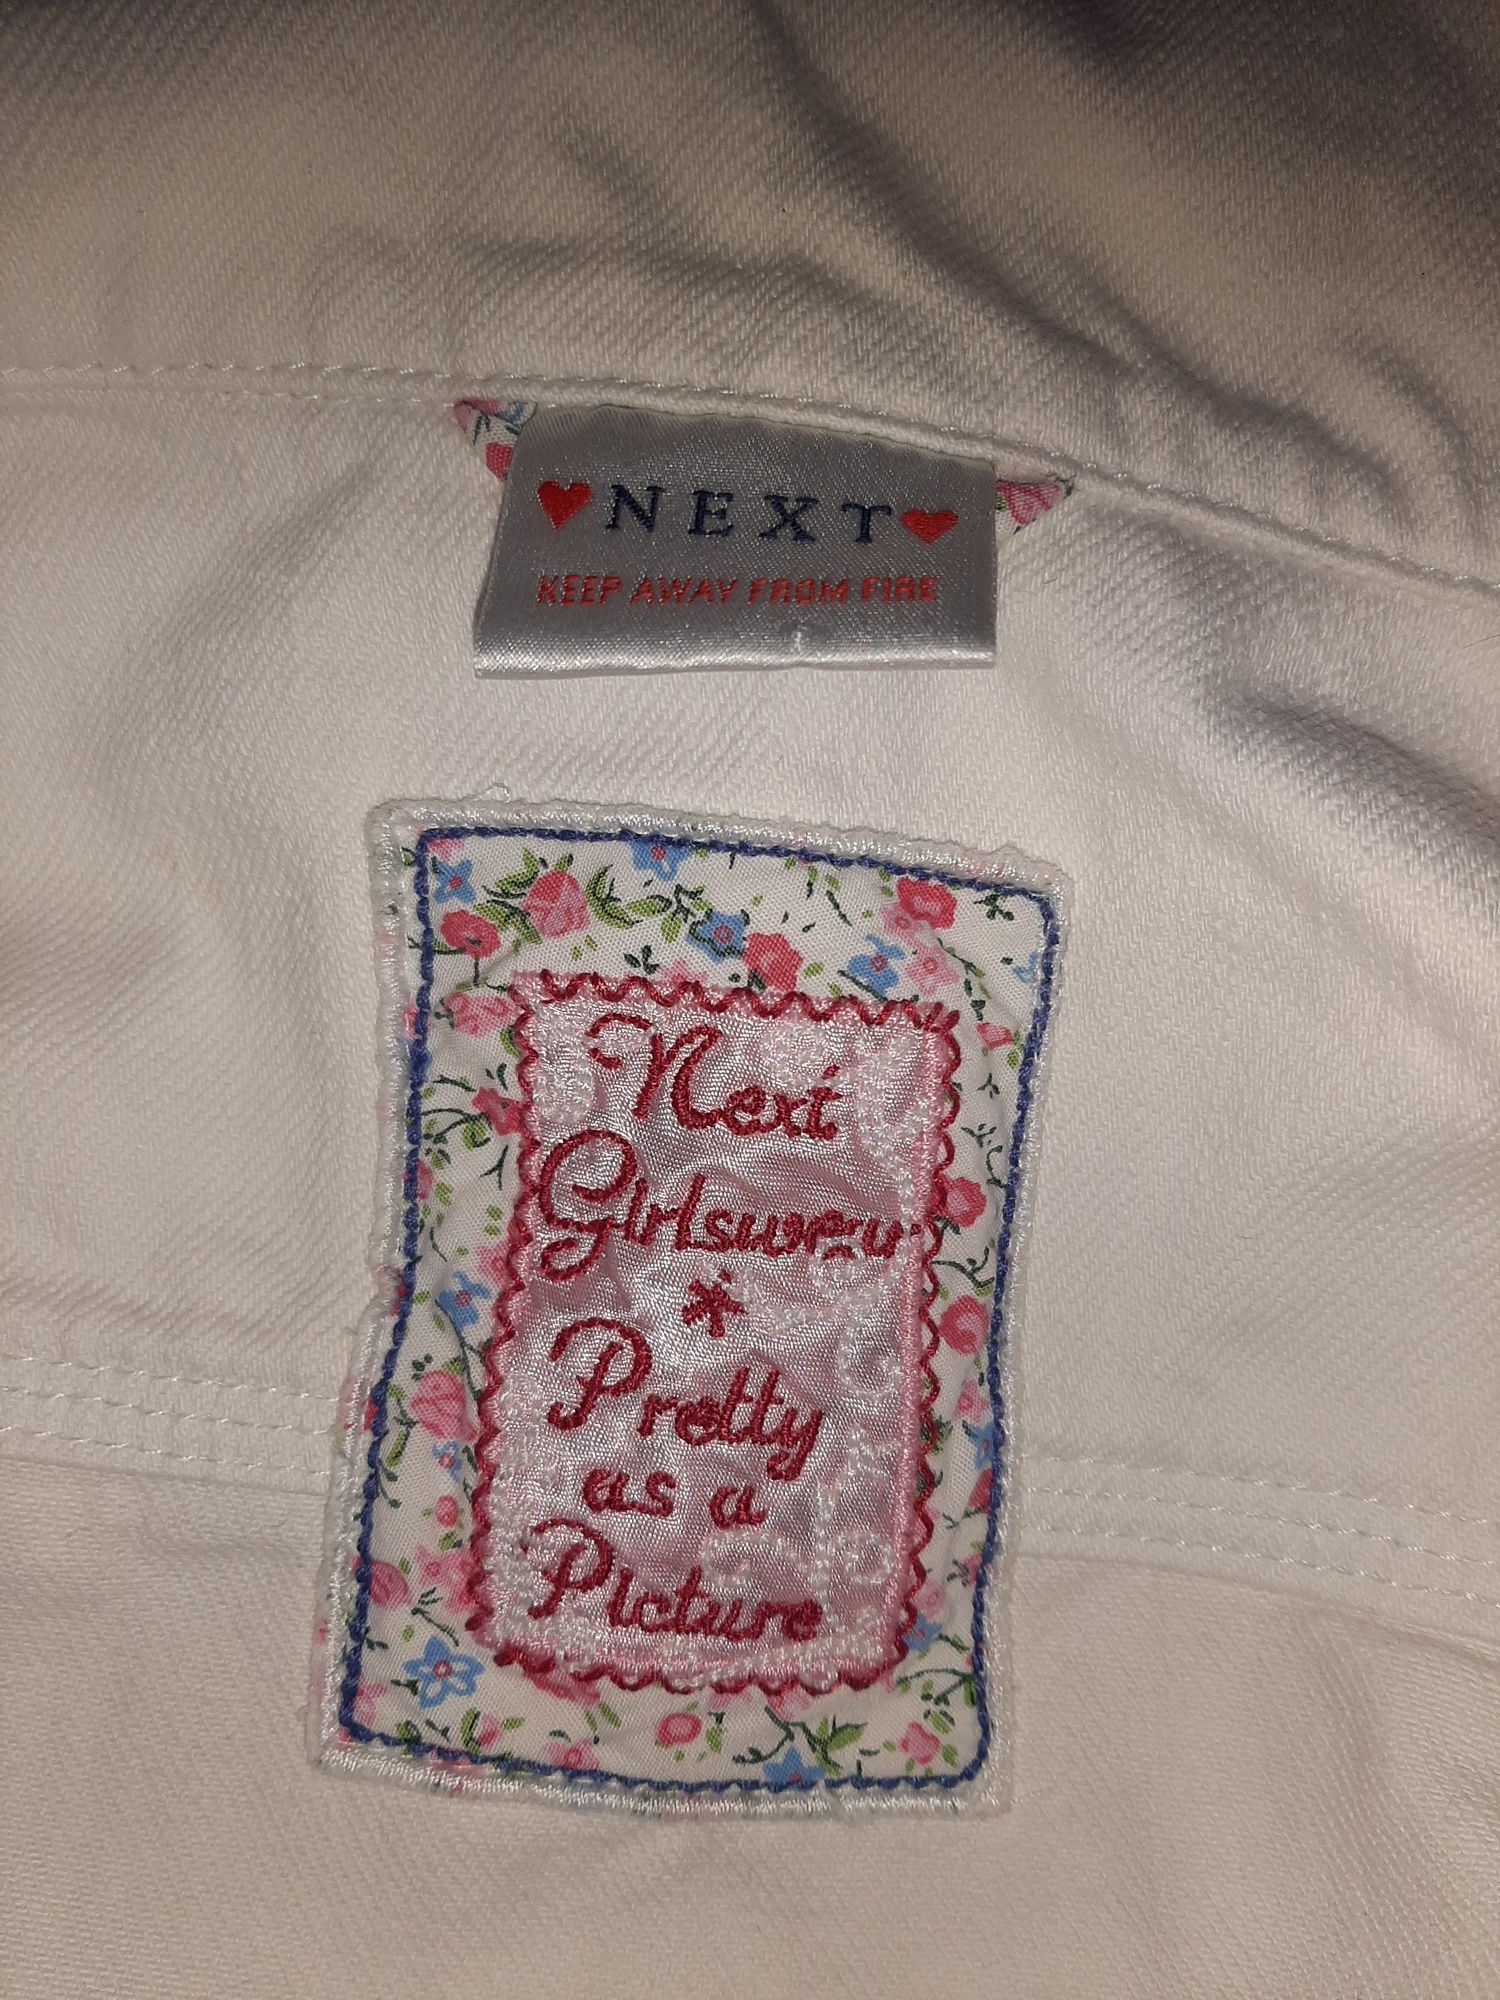 NEXT
KEEP AWAY FROM FIRE
Next
Girlswear
*
Pretty
as a
Picture